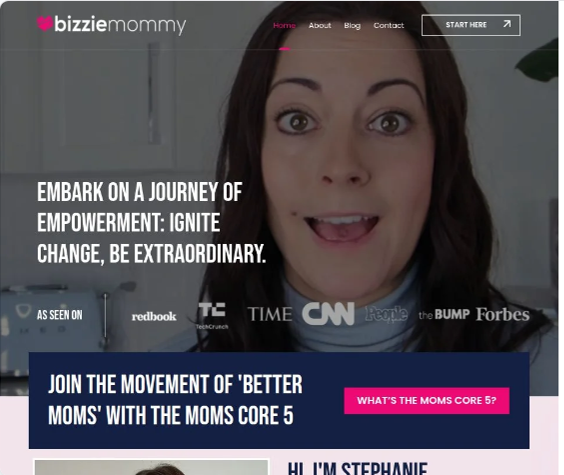 bizziemommy
Home About Blog Contact START HERE
EMBARK ON A JOURNEY OF
EMPOWERMENT: IGNITE
CHANGE, BE EXTRAORDINARY.
AS SEEN ON redbook TC TIME CNN People the BUMP Forbes
TechCrunch
JOIN THE MOVEMENT OF 'BETTER
MOMS' WITH THE MOMS CORE 5
WHAT'S THE MOMS CORE 5?
HI, I'M STEPHANIE